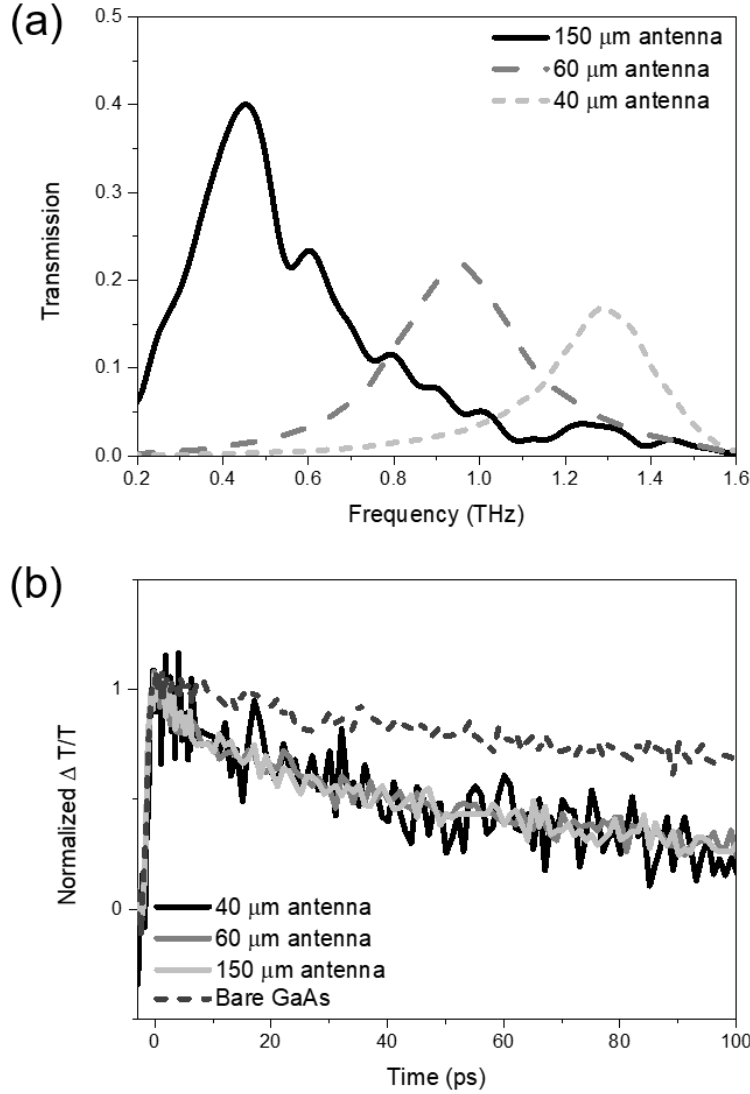 (a)
150 μm antenna
60 μm antenna
40 μm antenna
0.5
0.4
0.3
0.2
0.1
0.0
Transmission
0.2 0.4 0.6 0.8 1.0 1.2 1.4 1.6
Frequency (THz)
(b)
1
0
Normalized Δ T/T
40 μm antenna
60 μm antenna
150 μm antenna
Bare GaAs
0 20 40 60 80 100
Time (ps)